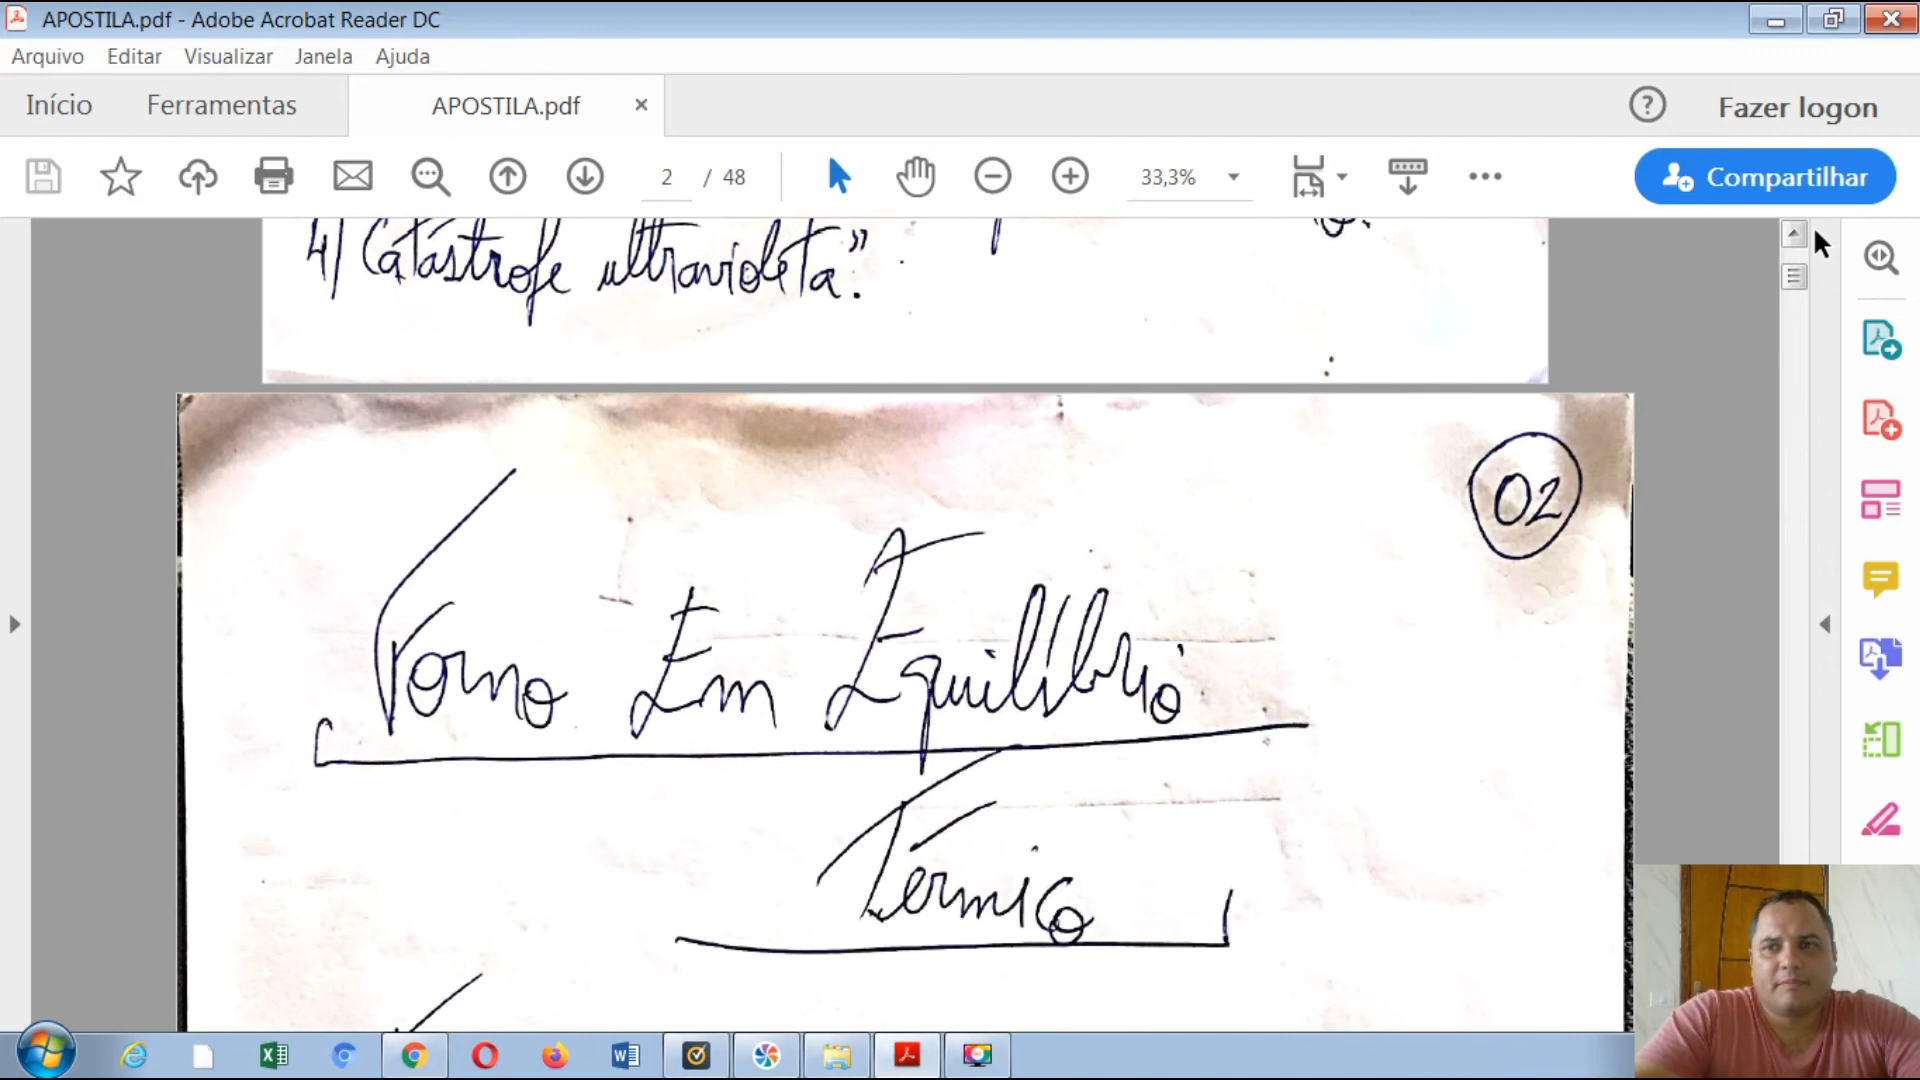 APOSTILA.pdf - Adobe Acrobat Reader DC
Arquivo Editar Visualizar Janela Ajuda
Início Ferramentas APOSTILA.pdf Fazer logon
2 / 48 33,3% Compartilhar
4) Catástrofe ultravioleta".
02
Forno Em Equilíbrio
Térmico